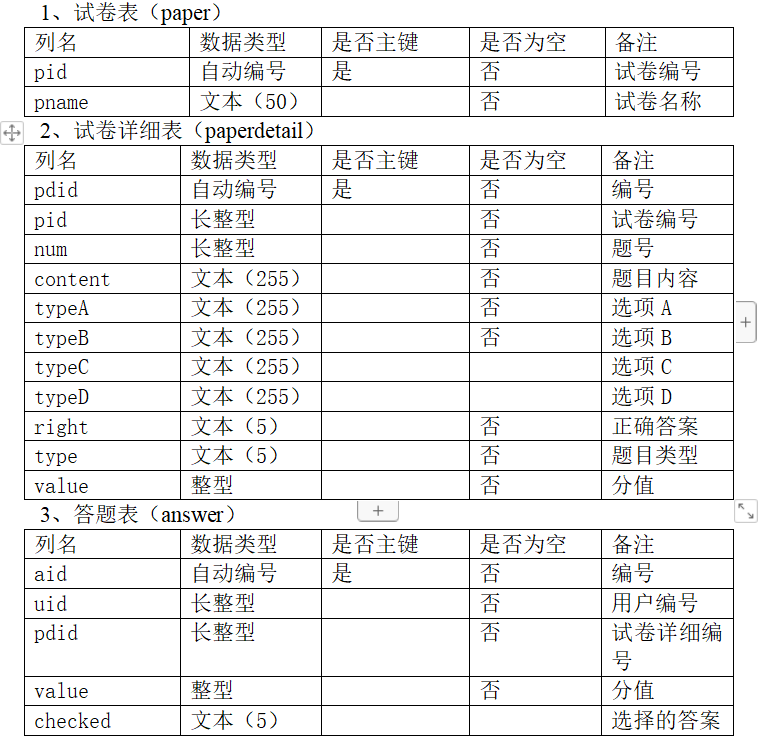 1、试卷表（paper）
列名 数据类型 是否主键 是否为空 备注
pid 自动编号 是 否 试卷编号
pname 文本（50） 否 试卷名称
2、试卷详细表（paperdetail）
列名 数据类型 是否主键 是否为空 备注
pdid 自动编号 是 否 编号
pid 长整型 否 试卷编号
num 长整型 否 题号
content 文本（255） 否 题目内容
typeA 文本（255） 否 选项 A
typeB 文本（255） 否 选项 B
typeC 文本（255） 选项 C
typeD 文本（255） 选项 D
right 文本（5） 否 正确答案
type 文本（5） 否 题目类型
value 整型 否 分值
3、答题表（answer）
列名 数据类型 是否主键 是否为空 备注
aid 自动编号 是 否 编号
uid 长整型 否 用户编号
pdid 长整型 否 试卷详细编
号
value 整型 否 分值
checked 文本（5） 选择的答案